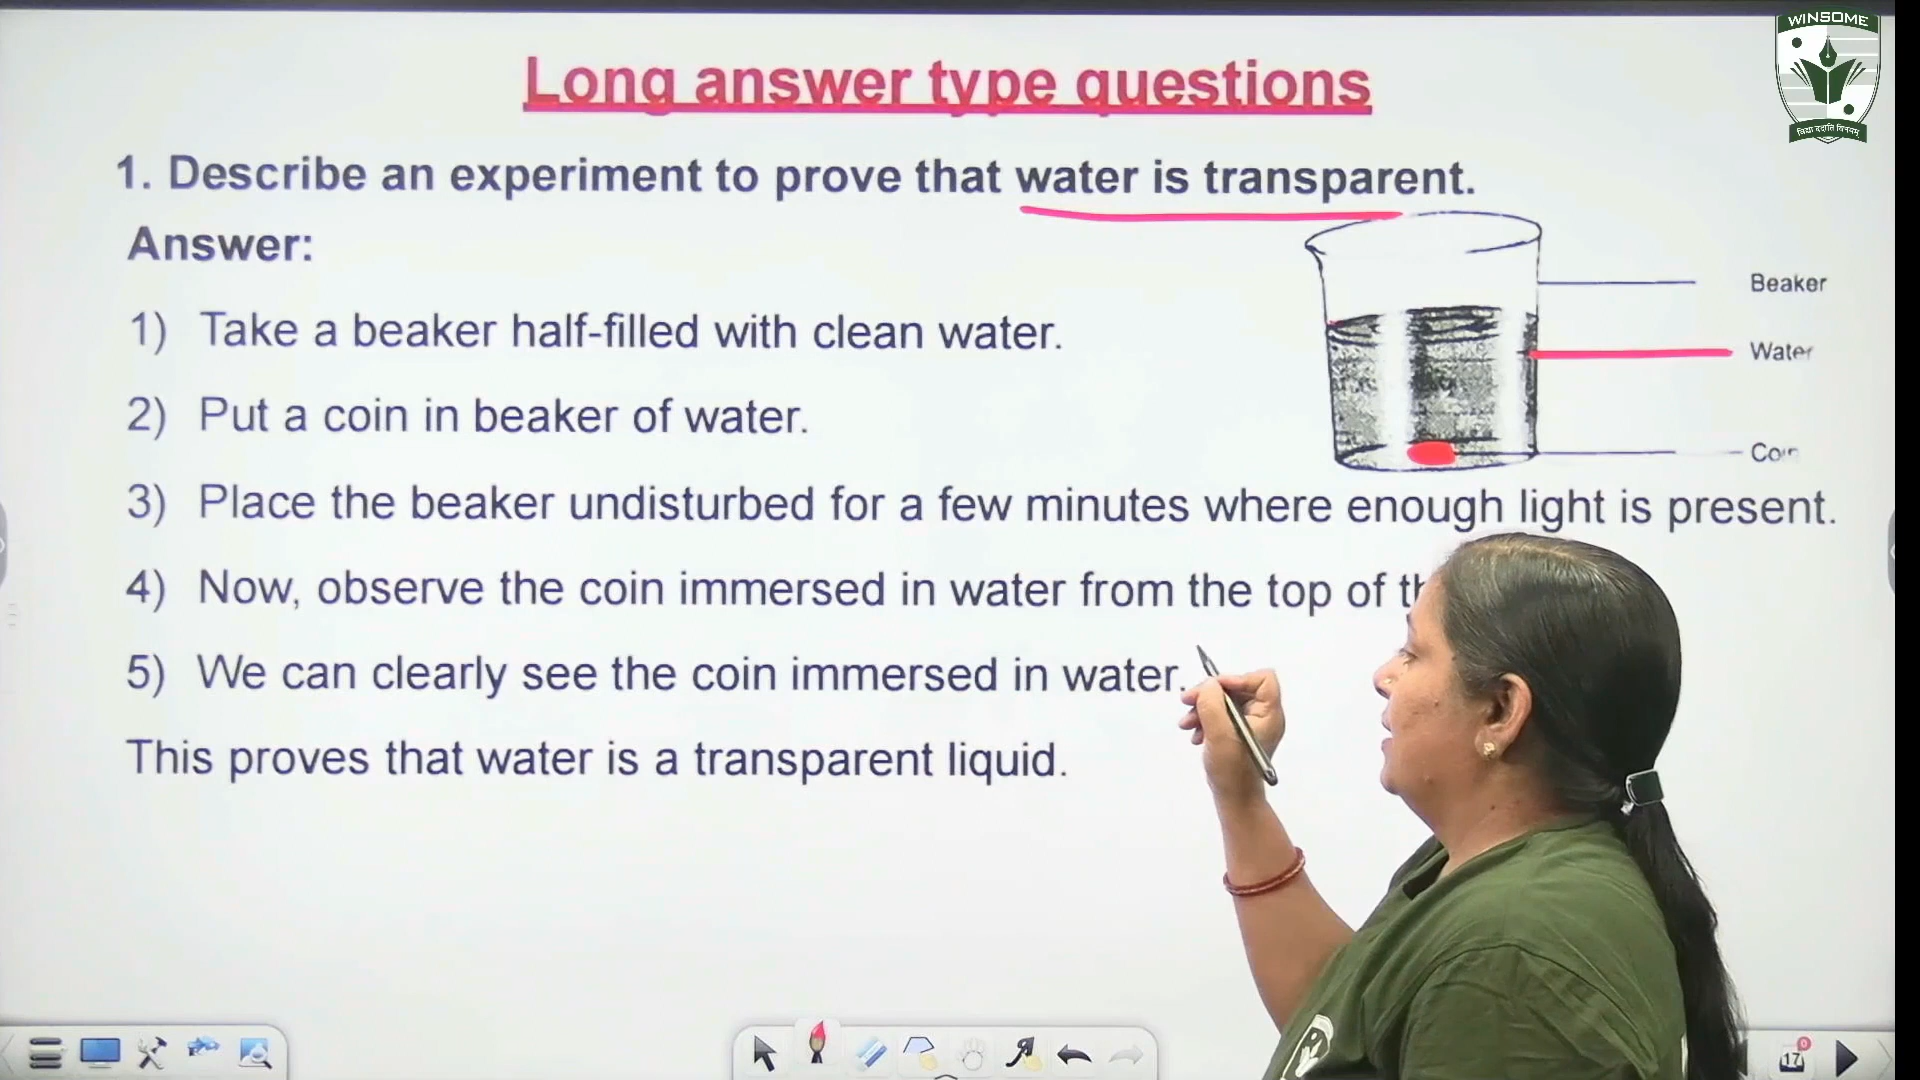 WINSOME
विद्या ददाति विनयम्
Long answer type questions
1. Describe an experiment to prove that water is transparent.
Answer:
Beaker
1) Take a beaker half-filled with clean water.
Water
2) Put a coin in beaker of water.
Coin
3) Place the beaker undisturbed for a few minutes where enough light is present.
4) Now, observe the coin immersed in water from the top of
5) We can clearly see the coin immersed in water.
This proves that water is a transparent liquid.
17
0